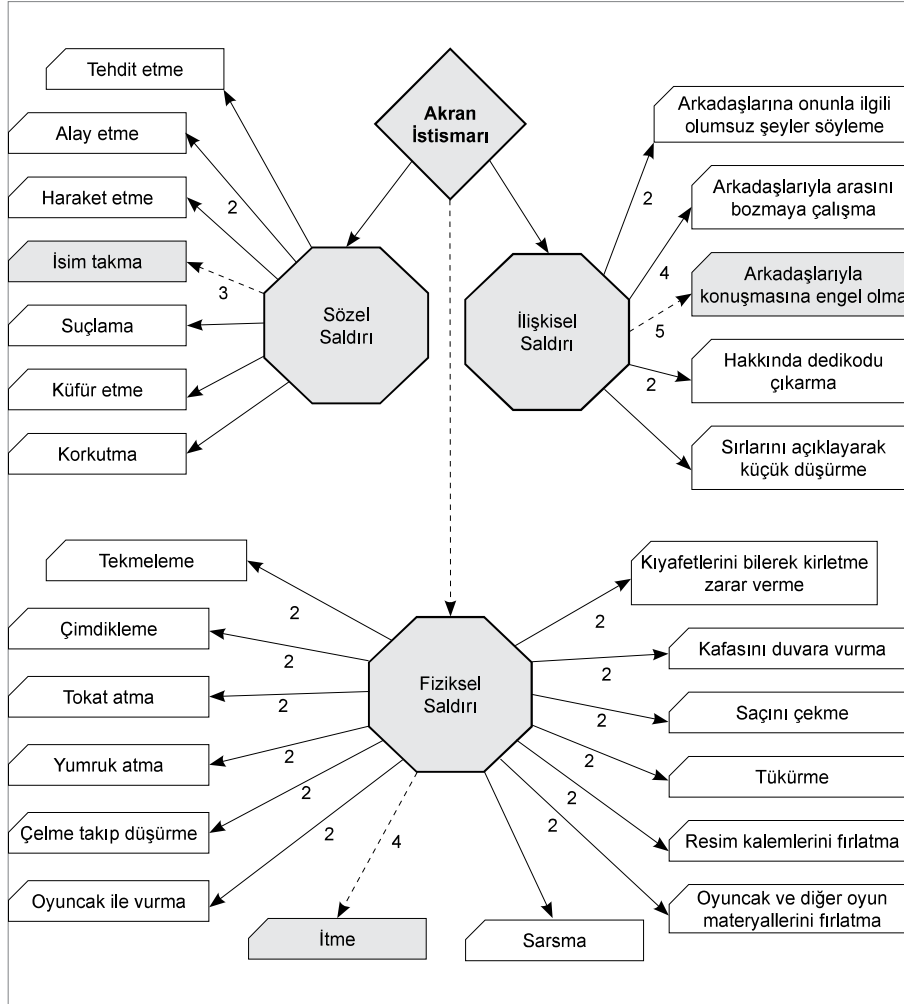 Akran
İstismarı
Tehdit etme
Alay etme
Haraket etme
2
İsim takma
3
Suçlama
Küfür etme
Korkutma
Sözel
Saldırı
İlişkisel
Saldırı
Arkadaşlarına onunla ilgili
olumsuz şeyler söyleme
2
Arkadaşlarıyla arasını
bozmaya çalışma
4
Arkadaşlarıyla
konuşmasına engel olma
5
Hakkında dedikodu
çıkarma
2
Sırlarını açıklayarak
küçük düşürme
Fiziksel
Saldırı
Tekmeleme
2
Çimdikleme
2
Tokat atma
2
Yumruk atma
2
Çelme takıp düşürme
2
Oyuncak ile vurma
2
İtme
4
Sarsma
Kıyafetlerini bilerek kirletme
zarar verme
2
Kafasını duvara vurma
2
Saçını çekme
2
Tükürme
2
Resim kalemlerini fırlatma
2
Oyuncak ve diğer oyun
materyallerini fırlatma
2